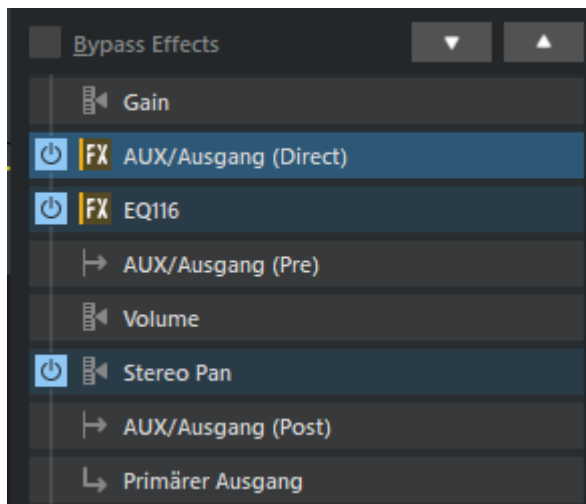 Bypass Effects
Gain
FX AUX/Ausgang (Direct)
FX EQ116
AUX/Ausgang (Pre)
Volume
Stereo Pan
AUX/Ausgang (Post)
Primärer Ausgang